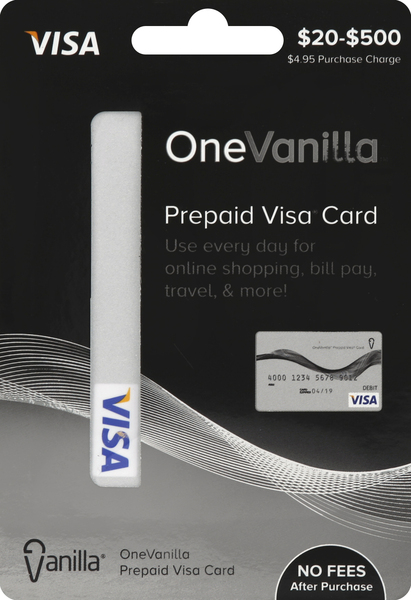 VISA
$20-$500
$4.95 Purchase Charge
OneVanilla
Prepaid Visa® Card
Use every day for
online shopping, bill pay,
travel, & more!
4000 1234 5678 9012
04/19
DEBIT
VISA
VISA
Vanilla®
OneVanilla
Prepaid Visa Card
NO FEES
After Purchase